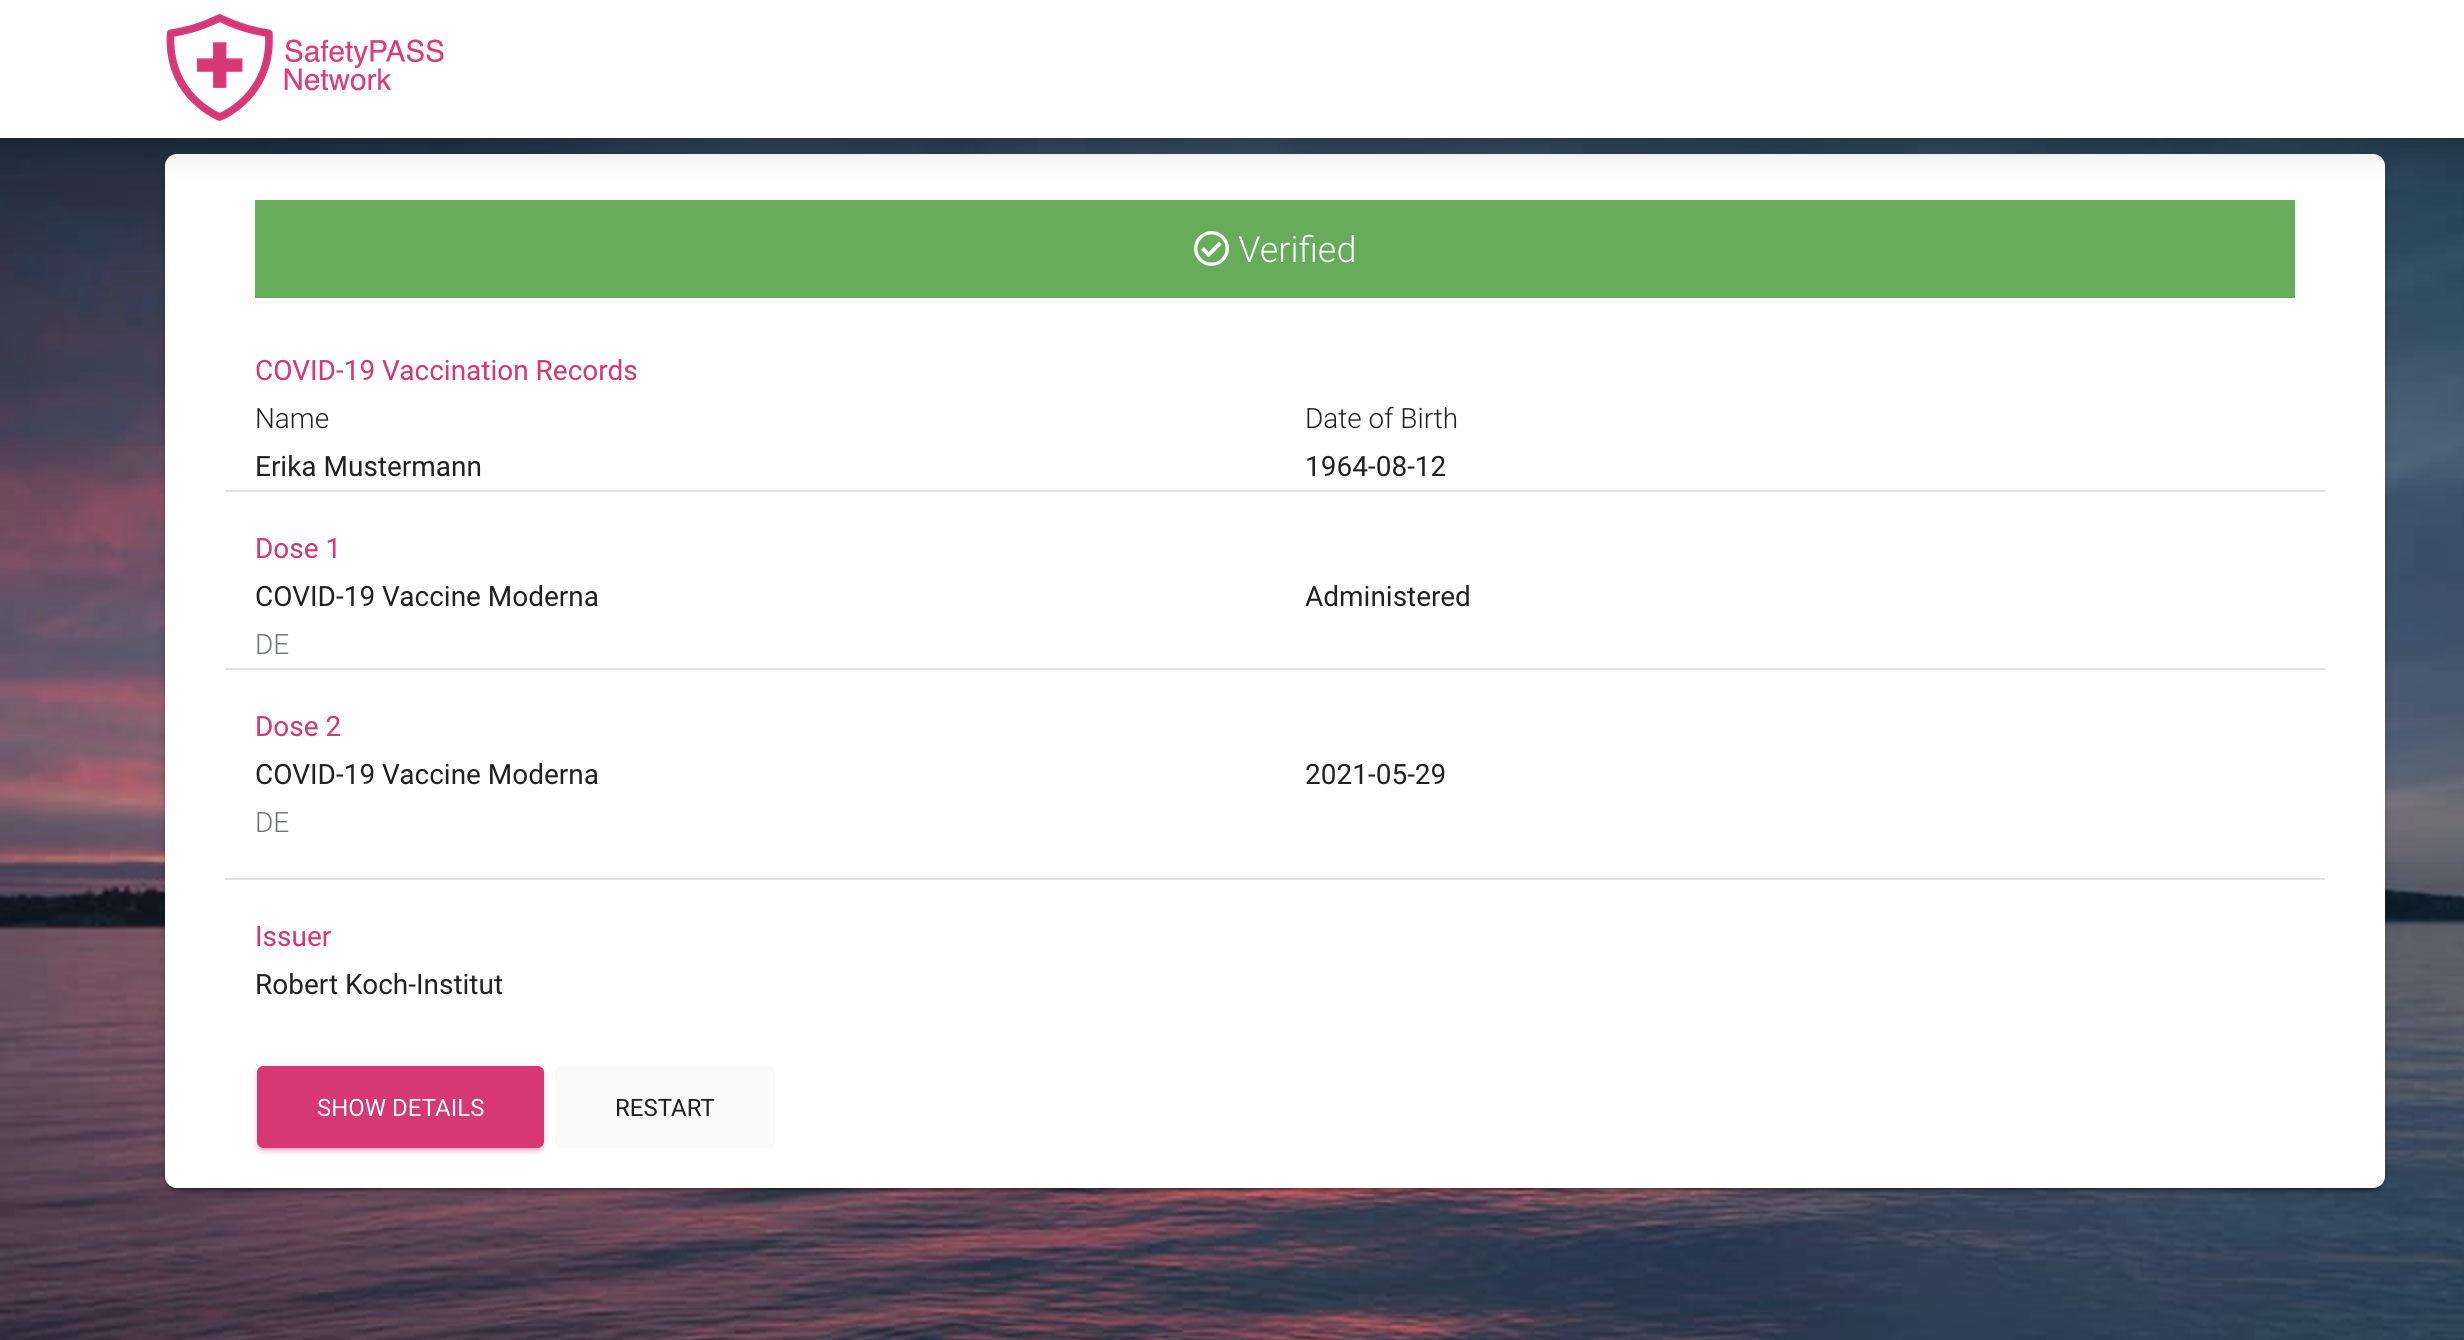 SafetyPASS
Network
Verified
COVID-19 Vaccination Records
Name
Date of Birth
Erika Mustermann
1964-08-12
Dose 1
COVID-19 Vaccine Moderna
Administered
DE
Dose 2
COVID-19 Vaccine Moderna
2021-05-29
DE
Issuer
Robert Koch-Institut
SHOW DETAILS
RESTART